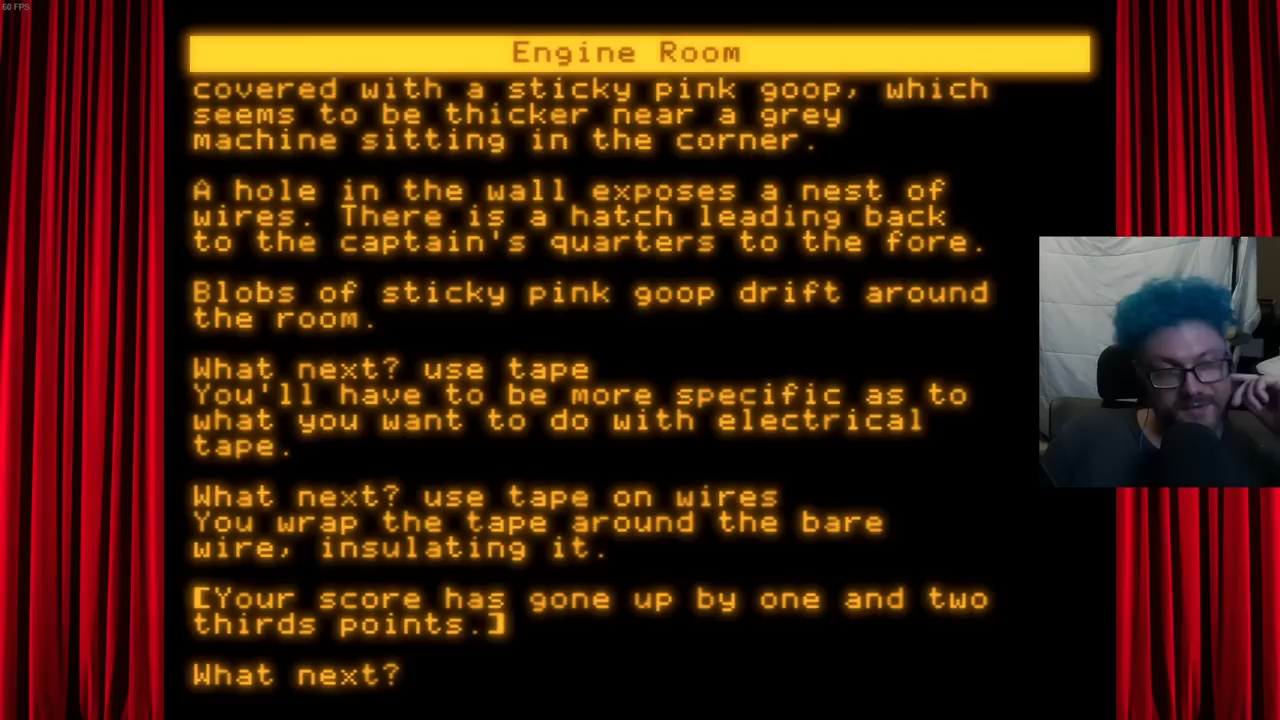 60 FPS
Engine Room
covered with a sticky pink goop, which
seems to be thicker near a grey
machine sitting in the corner.
A hole in the wall exposes a nest of
wires. There is a hatch leading back
to the captain's quarters to the fore.
Blobs of sticky pink goop drift around
the room.
What next? use tape
You'll have to be more specific as to
what you want to do with electrical
tape.
What next? use tape on wires
You wrap the tape around the bare
wire, insulating it.
[Your score has gone up by one and two
thirds points.]
What next?